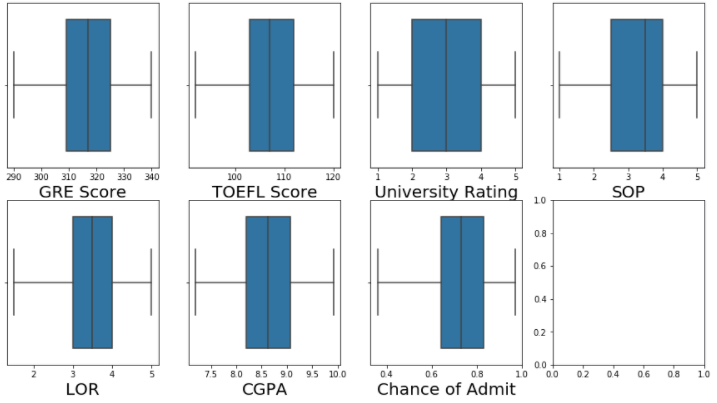 290 300 310 320 330 340
GRE Score
100 110 120
TOEFL Score
1 2 3 4 5
University Rating
1 2 3 4 5
SOP
2 3 4 5
LOR
7.5 8.0 8.5 9.0 9.5 10.0
CGPA
0.4 0.6 0.8 1.0
Chance of Admit
1.0
0.8
0.6
0.4
0.2
0.0
0.0 0.2 0.4 0.6 0.8 1.0